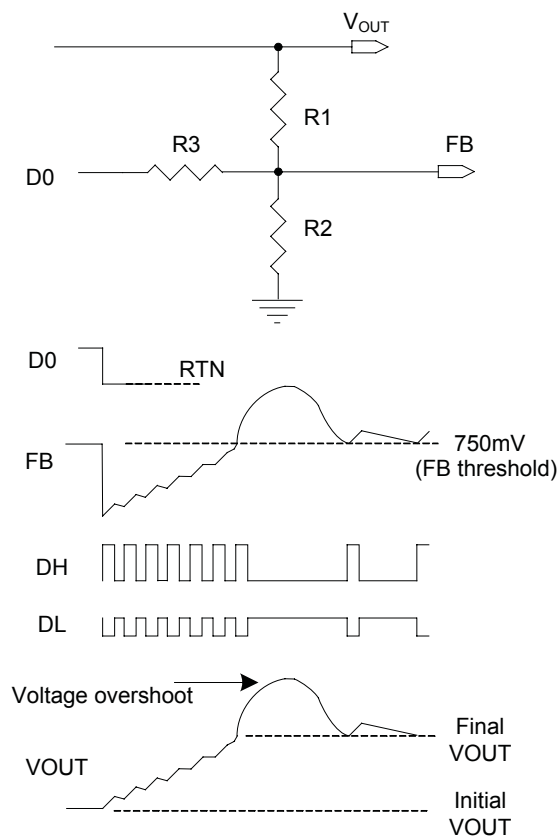 VOUT
R1
R3
FB
D0
R2
D0
RTN
FB
750mV
(FB threshold)
DH
DL
Voltage overshoot
Final
VOUT
VOUT
Initial
VOUT